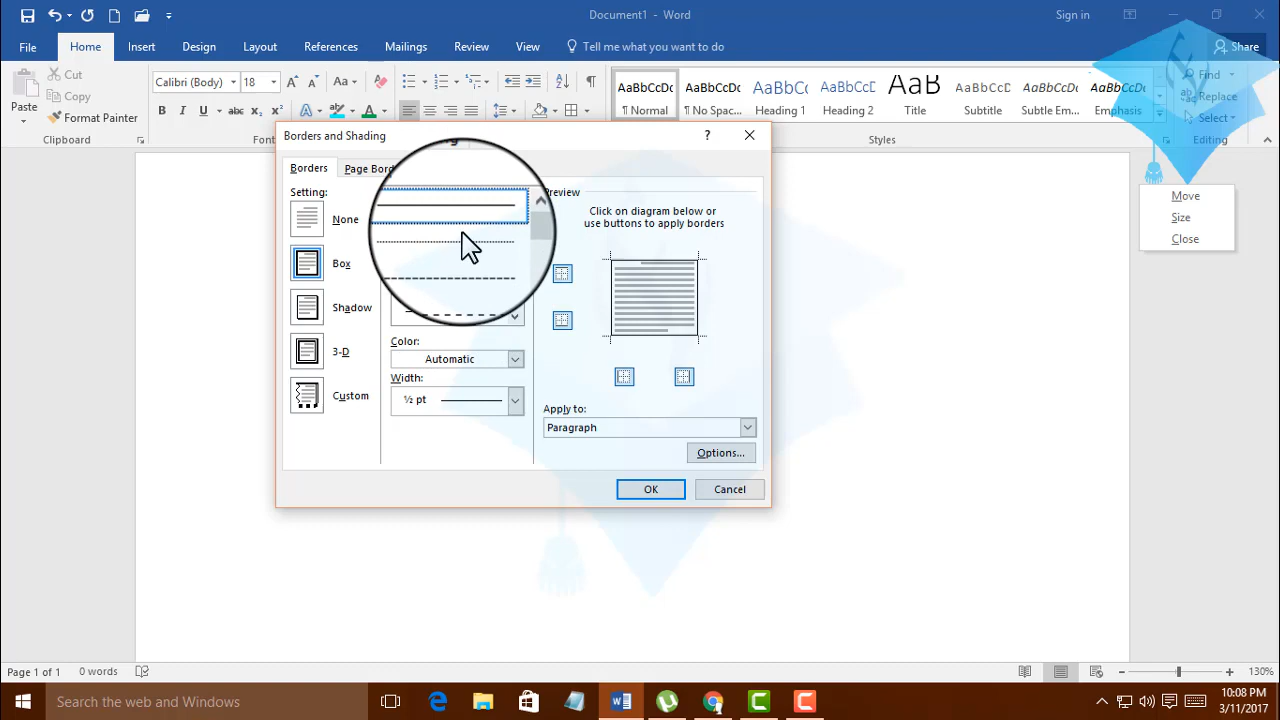 Document1 - Word
Sign in
File
Home
Insert
Design
Layout
References
Mailings
Review
View
Tell me what you want to do
Share
Paste
Cut
Copy
Format Painter
Calibri (Body)
18
Aa
AaBbCcDc
AaBbCcDc
AaBbCc
AaBbCcD
AaB
AaBbCcD
AaBbCcDc
AaBbCcDc
¶ Normal
¶ No Spac...
Heading 1
Heading 2
Title
Subtitle
Subtle Em...
Emphasis
Find
Replace
Select
Clipboard
Styles
Editing
Borders and Shading
Borders
Setting:
None
Box
Shadow
3-D
Custom
Color:
Automatic
Width:
½ pt
Preview
Click on diagram below or
use buttons to apply borders
Apply to:
Paragraph
Options...
OK
Cancel
Move
Size
Close
Page 1 of 1
0 words
130%
Search the web and Windows
10:08 PM
3/11/2017